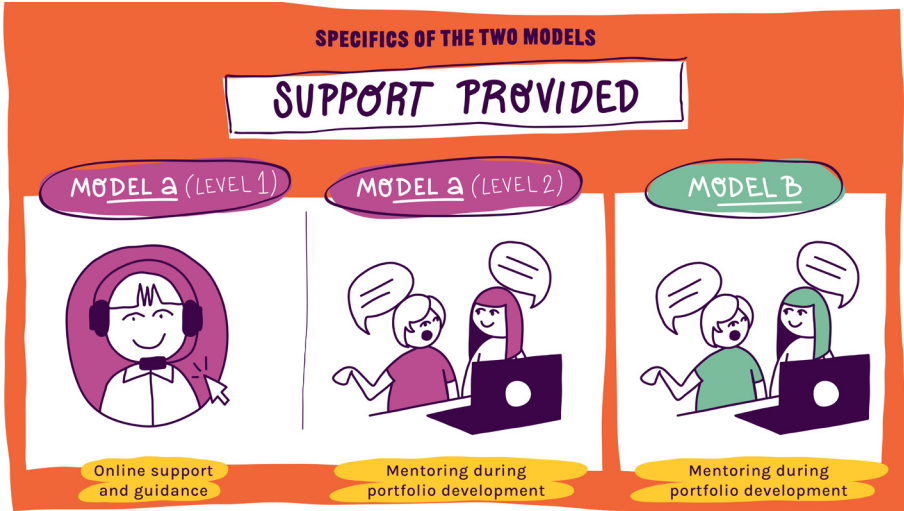 SPECIFICS OF THE TWO MODELS
SUPPORT PROVIDED
MODEL a (LEVEL 1)
MODEL a (LEVEL 2)
MODEL B
Online support
and guidance
Mentoring during
portfolio development
Mentoring during
portfolio development